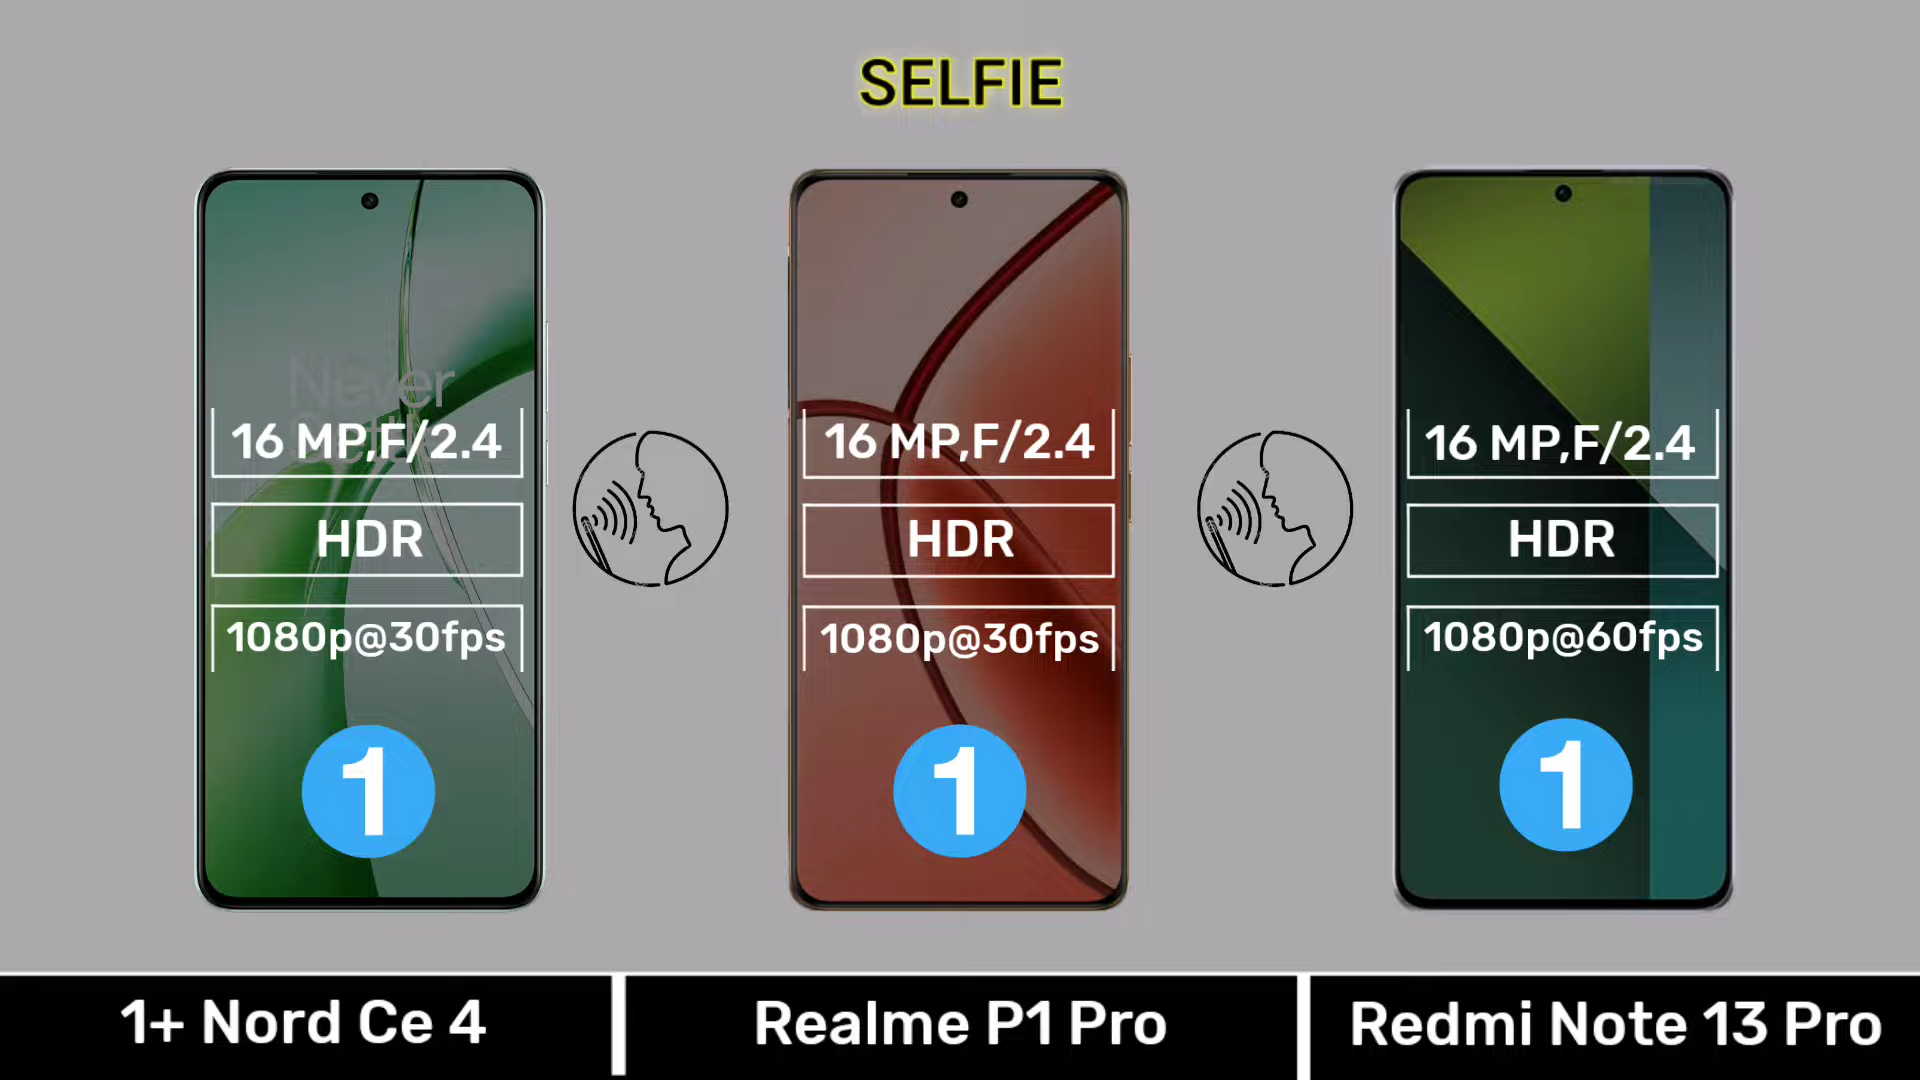 SELFIE
Never
16 MP,F/2.4
HDR
1080p@30fps
1
16 MP,F/2.4
HDR
1080p@30fps
1
16 MP,F/2.4
HDR
1080p@60fps
1
1+ Nord Ce 4
Realme P1 Pro
Redmi Note 13 Pro